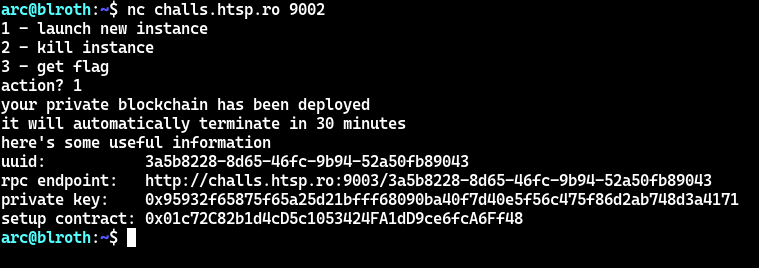 arc@blroth:~$ nc challs.htsp.ro 9002
1 - launch new instance
2 - kill instance
3 - get flag
action? 1
your private blockchain has been deployed
it will automatically terminate in 30 minutes
here's some useful information
uuid:           3a5b8228-8d65-46fc-9b94-52a50fb89043
rpc endpoint:   http://challs.htsp.ro:9003/3a5b8228-8d65-46fc-9b94-52a50fb89043
private key:    0x95932f65875f65a25d21bfff68090ba40f7d40e5f56c475f86d2ab748d3a4171
setup contract: 0x01c72C82b1d4cD5c1053424FA1dD9ce6fcA6Ff48
arc@blroth:~$